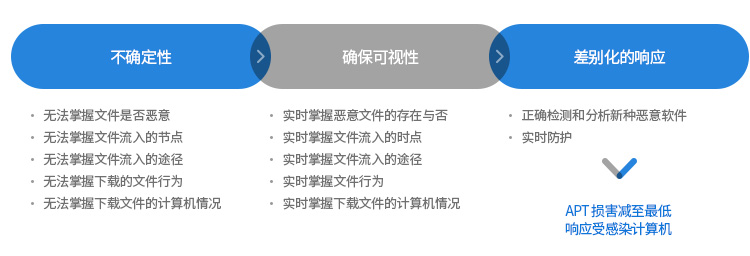 不确定性
确保可视性
差别化的响应
· 无法掌握文件是否恶意
· 无法掌握文件流入的节点
· 无法掌握文件流入的途径
· 无法掌握下载的文件行为
· 无法掌握下载文件的计算机情况
· 实时掌握恶意文件的存在与否
· 实时掌握文件流入的时点
· 实时掌握文件流入的途径
· 实时掌握文件行为
· 实时掌握下载文件的计算机情况
· 正确检测和分析新种恶意软件
· 实时防护
APT 损害减至最低
响应受感染计算机